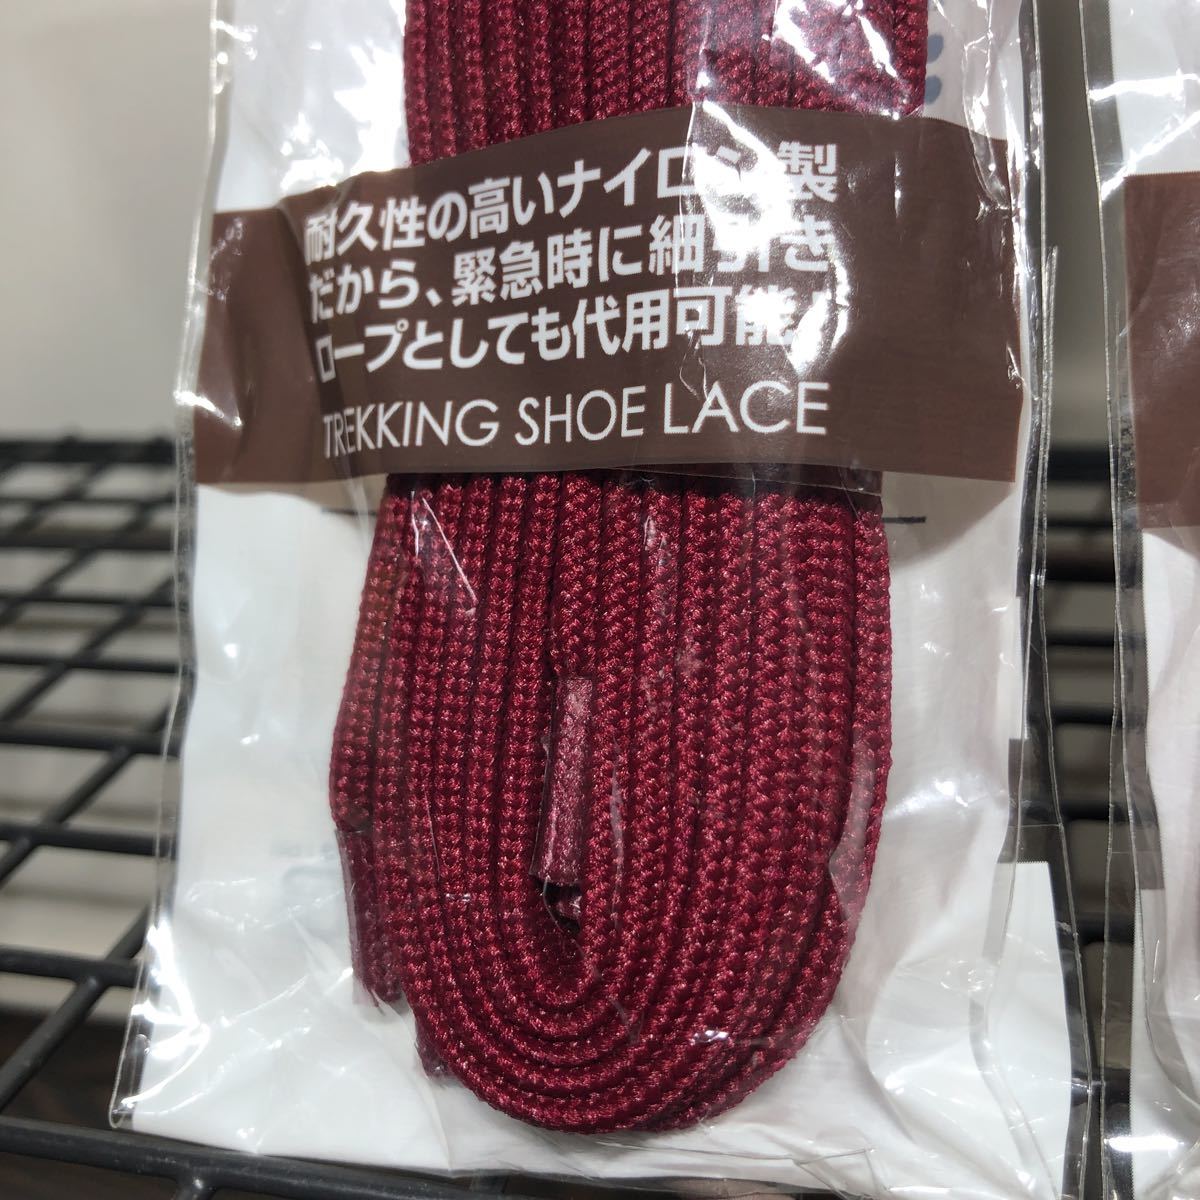 耐久性の高いナイロン製
だから、緊急時に細引き
ロープとしても代用可能！
TREKKING SHOE LACE